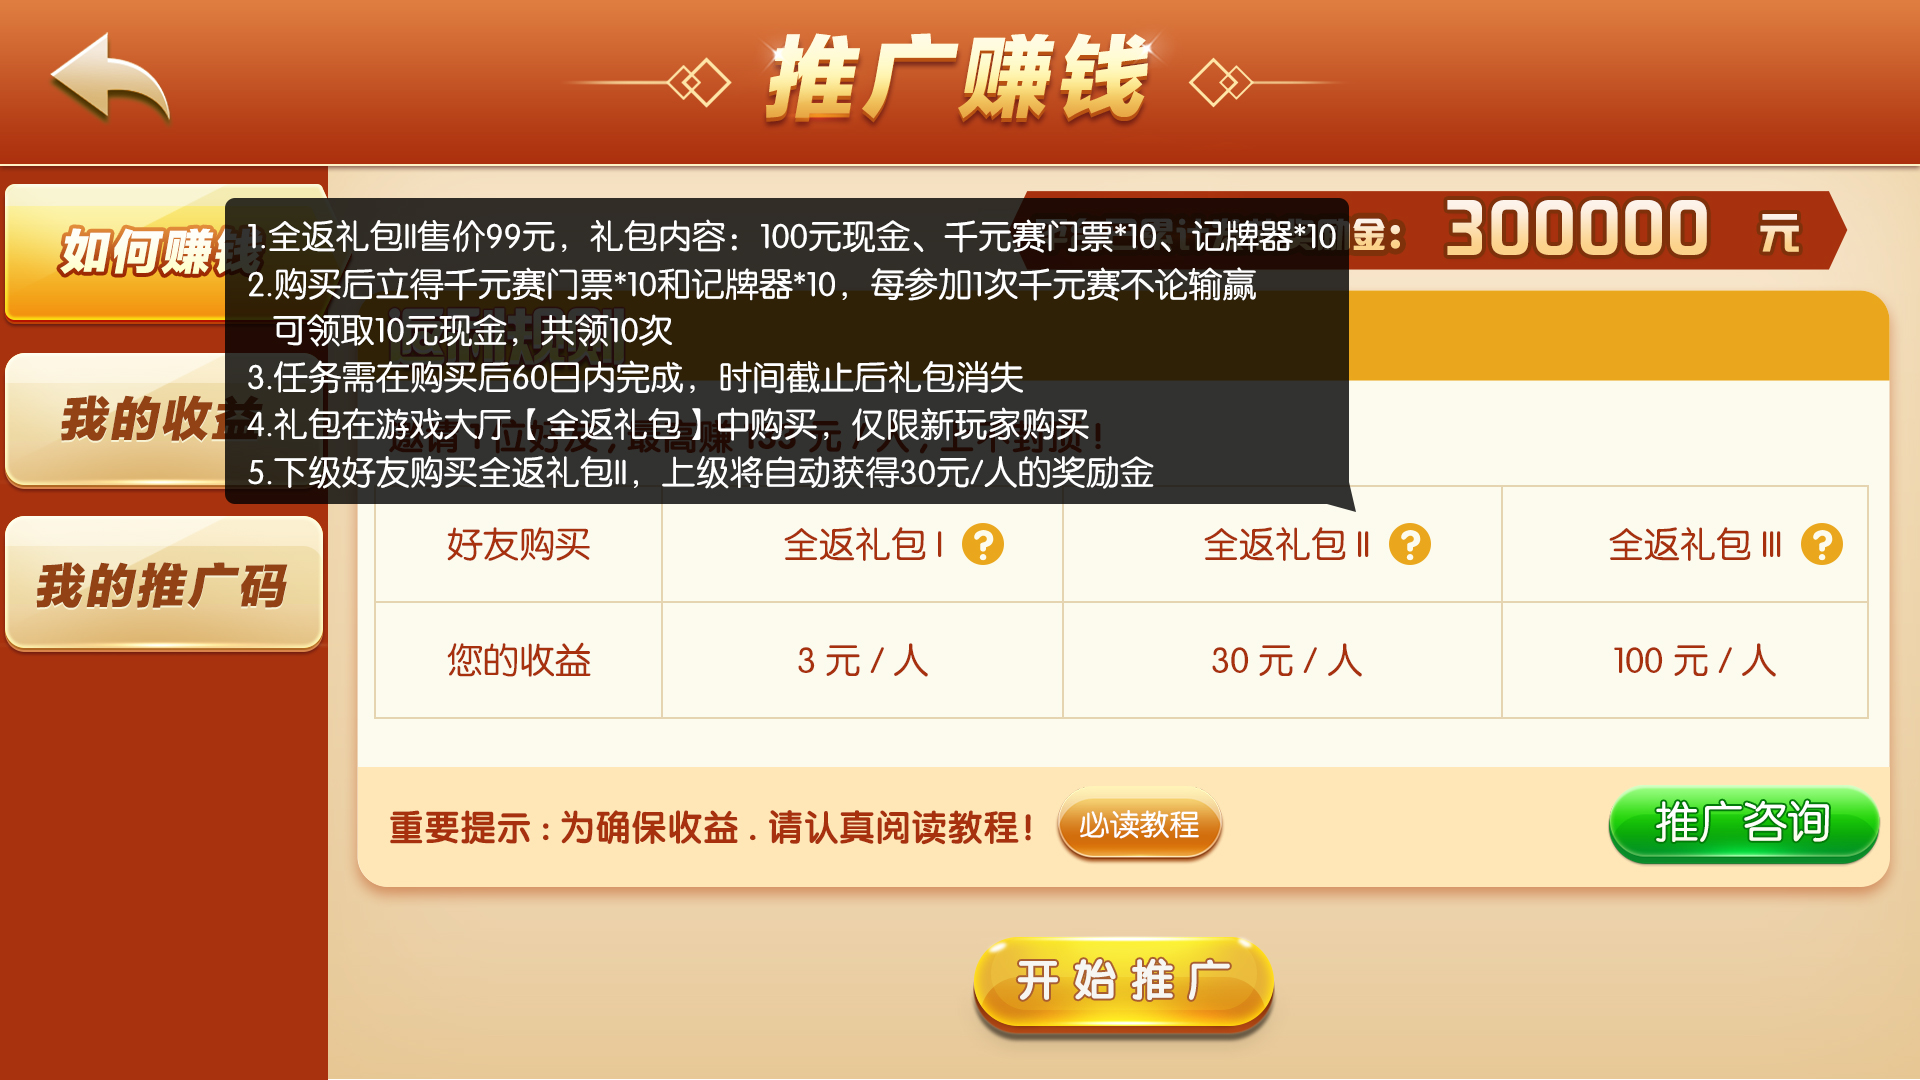 推广赚钱
如何赚钱
我的收益
我的推广码
金: 300000 元
1.全返礼包II售价99元，礼包内容：100元现金、千元赛门票*10、记牌器*10
2.购买后立得千元赛门票*10和记牌器*10，每参加1次千元赛不论输赢
可领取10元现金，共领10次
3.任务需在购买后60日内完成，时间截止后礼包消失
4.礼包在游戏大厅【全返礼包】中购买，仅限新玩家购买
5.下级好友购买全返礼包II，上级将自动获得30元/人的奖励金
好友购买 全返礼包 I ? 全返礼包 II ? 全返礼包 III ?
您的收益 3 元 / 人 30 元 / 人 100 元 / 人
重要提示 : 为确保收益 . 请认真阅读教程! 必读教程 推广咨询
开始推广